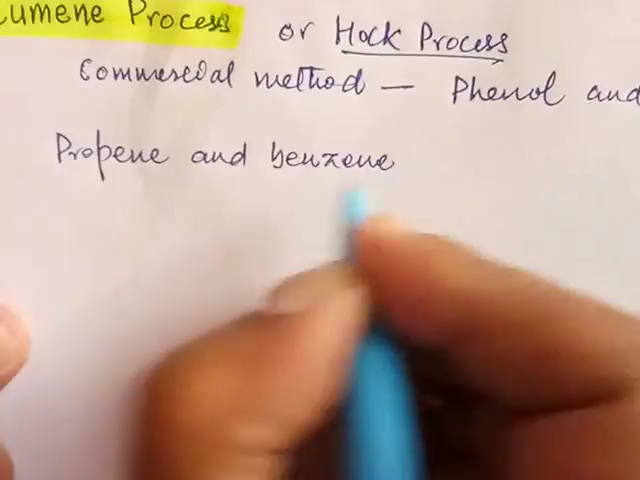 umene Process or Hock Process
Commercial method — Phenol and
Propene and benzene